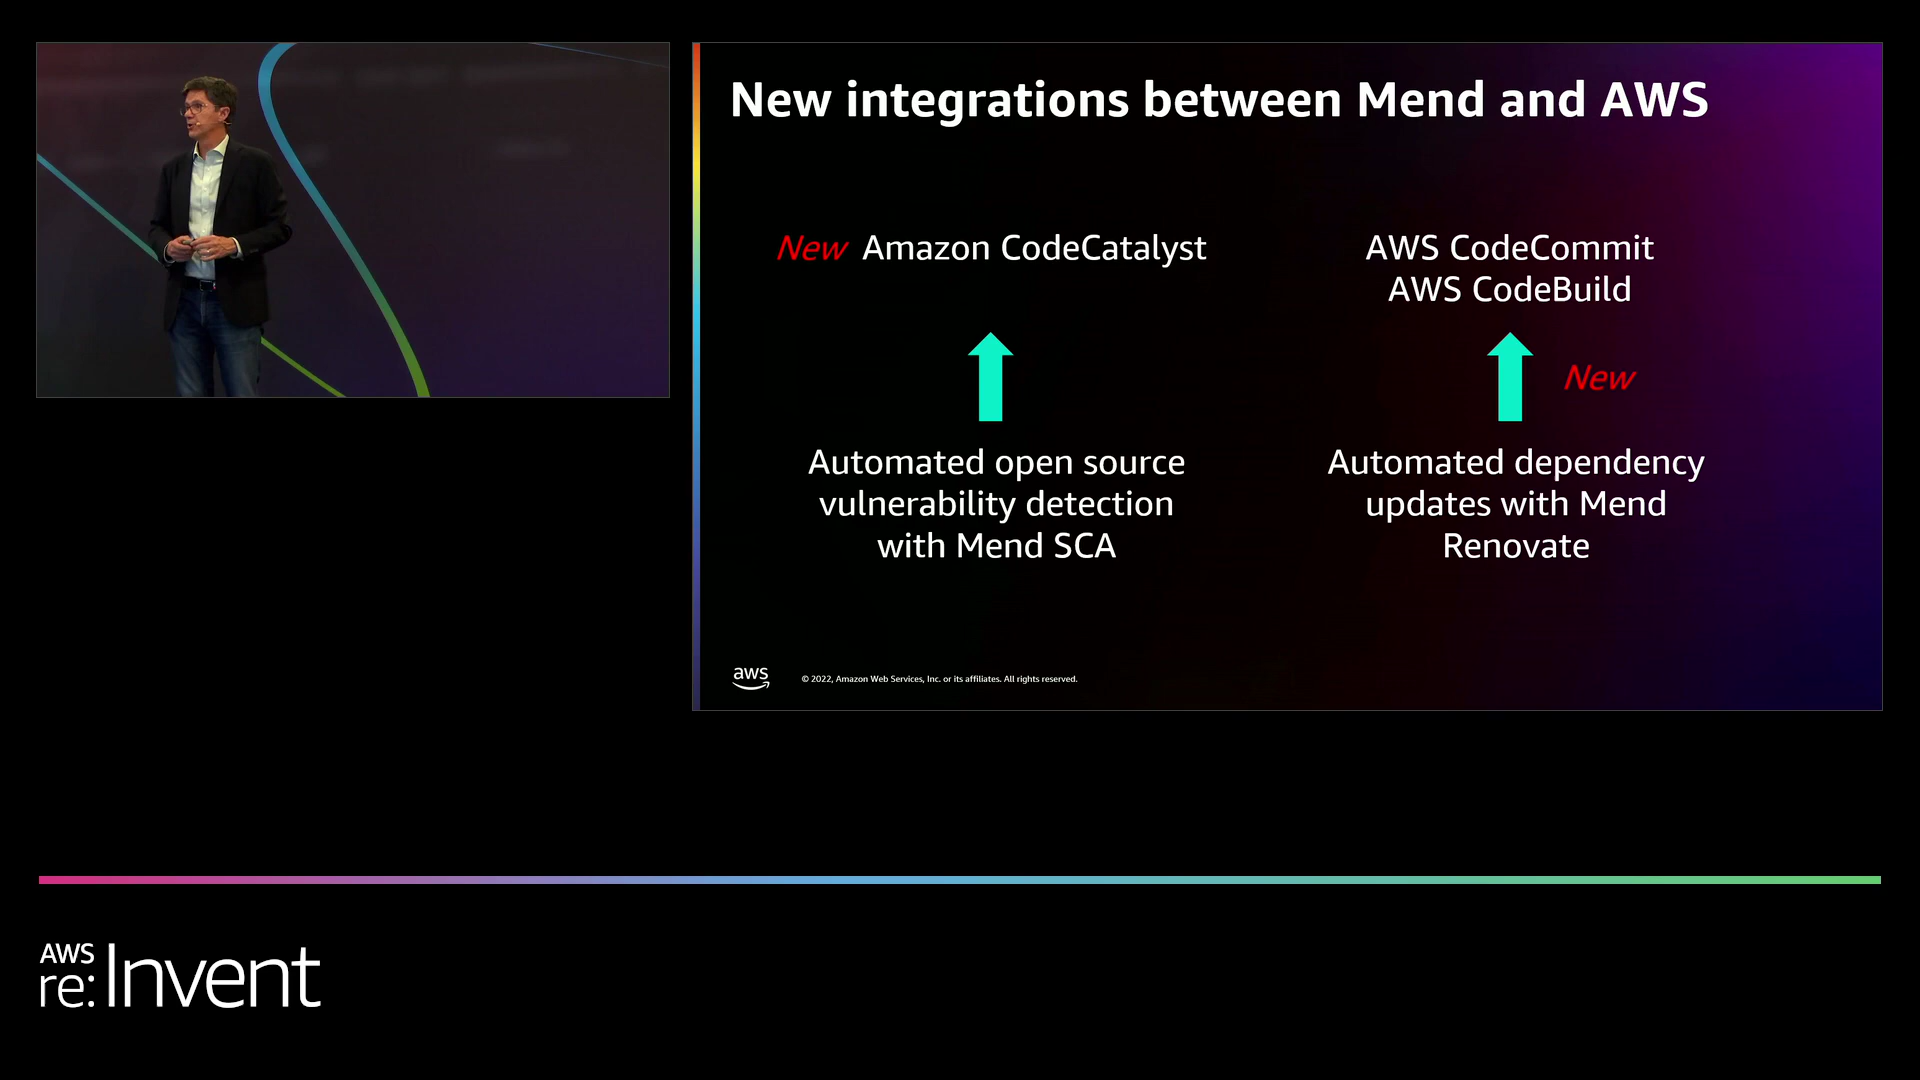 New integrations between Mend and AWS
New Amazon CodeCatalyst
Automated open source
vulnerability detection
with Mend SCA
AWS CodeCommit
AWS CodeBuild
New
Automated dependency
updates with Mend
Renovate
aws
© 2022, Amazon Web Services, Inc. or its affiliates. All rights reserved.
AWS
re:Invent